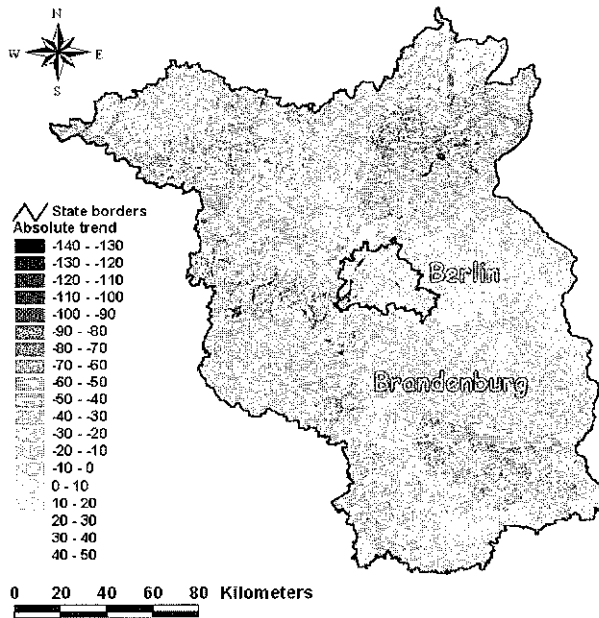 N
W E
S
State borders
Absolute trend
-140 - -130
-130 - -120
-120 - -110
-110 - -100
-100 - -90
-90 - -80
-80 - -70
-70 - -60
-60 - -50
-50 - -40
-40 - -30
-30 - -20
-20 - -10
-10 - 0
0 - 10
10 - 20
20 - 30
30 - 40
40 - 50
Berlin
Brandenburg
0 20 40 60 80 Kilometers